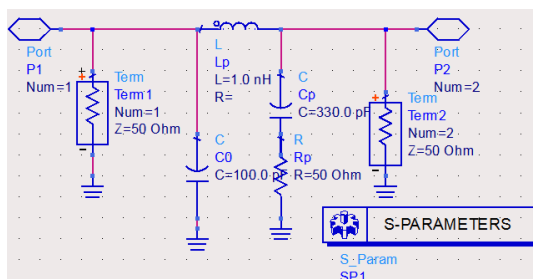 Port
P1
Num=1
Term
Term1
Num=1
Z=50 Ohm
L
Lp
L=1.0 nH
R=
C
C0
C=100.0 pF
C
Cp
C=330.0 pF
R
Rp
R=50 Ohm
Port
P2
Num=2
Term
Term2
Num=2
Z=50 Ohm
S-PARAMETERS
S_Param
SP1